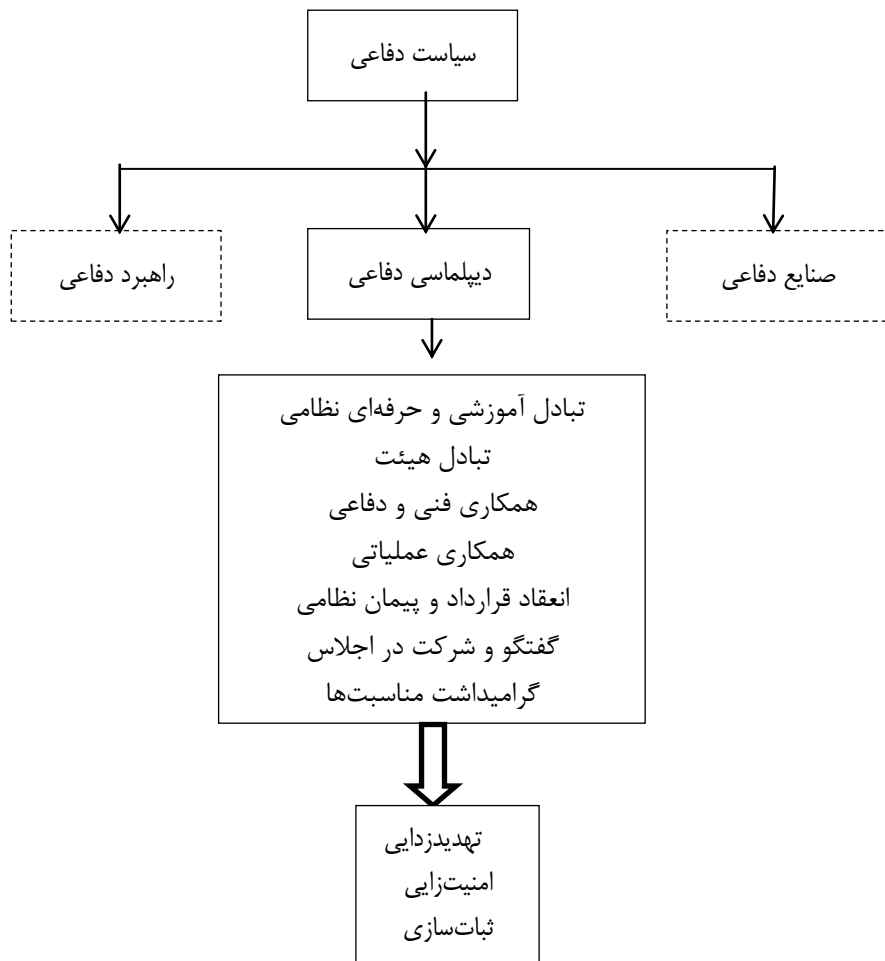 سیاست دفاعی
صنایع دفاعی
دیپلماسی دفاعی
راهبرد دفاعی
تبادل آموزشی و حرفه‌ای نظامی
تبادل هیئت
همکاری فنی و دفاعی
همکاری عملیاتی
انعقاد قرارداد و پیمان نظامی
گفتگو و شرکت در اجلاس
گرامیداشت مناسبت‌ها
تهدیدزدایی
امنیت‌زایی
ثبات‌سازی